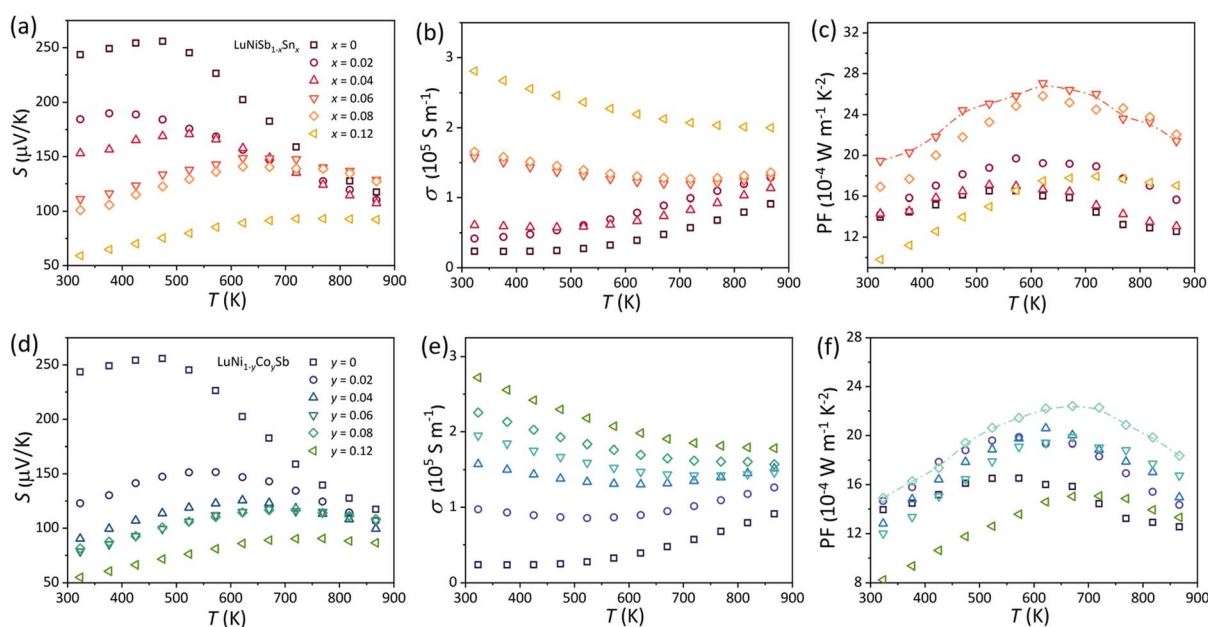 (a)
LuNiSb1-xSnx
x = 0
x = 0.02
x = 0.04
x = 0.06
x = 0.08
x = 0.12
S (μV/K)
250
200
150
100
50
300 400 500 600 700 800 900
T (K)
(b)
σ (10⁵ S m⁻¹)
3
2
1
0
300 400 500 600 700 800 900
T (K)
(c)
PF (10⁻⁴ W m⁻¹ K⁻²)
28
24
20
16
12
300 400 500 600 700 800 900
T (K)
(d)
LuNi1-yCoySb
y = 0
y = 0.02
y = 0.04
y = 0.06
y = 0.08
y = 0.12
S (μV/K)
250
200
150
100
50
300 400 500 600 700 800 900
T (K)
(e)
σ (10⁵ S m⁻¹)
3
2
1
0
300 400 500 600 700 800 900
T (K)
(f)
PF (10⁻⁴ W m⁻¹ K⁻²)
28
24
20
16
12
8
300 400 500 600 700 800 900
T (K)